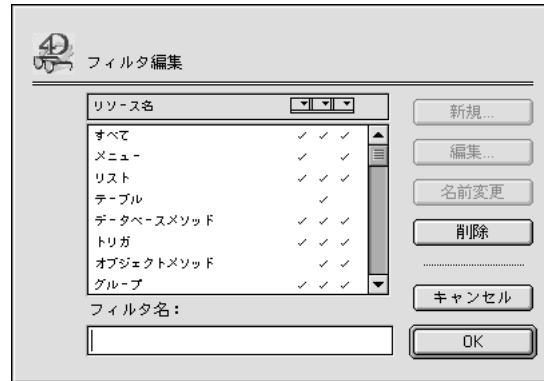 4D
フィルタ編集
リソース名
すべて
メニュー
リスト
テーブル
データベースメソッド
トリガ
オブジェクトメソッド
グループ
フィルタ名：
新規...
編集...
名前変更
削除
キャンセル
OK